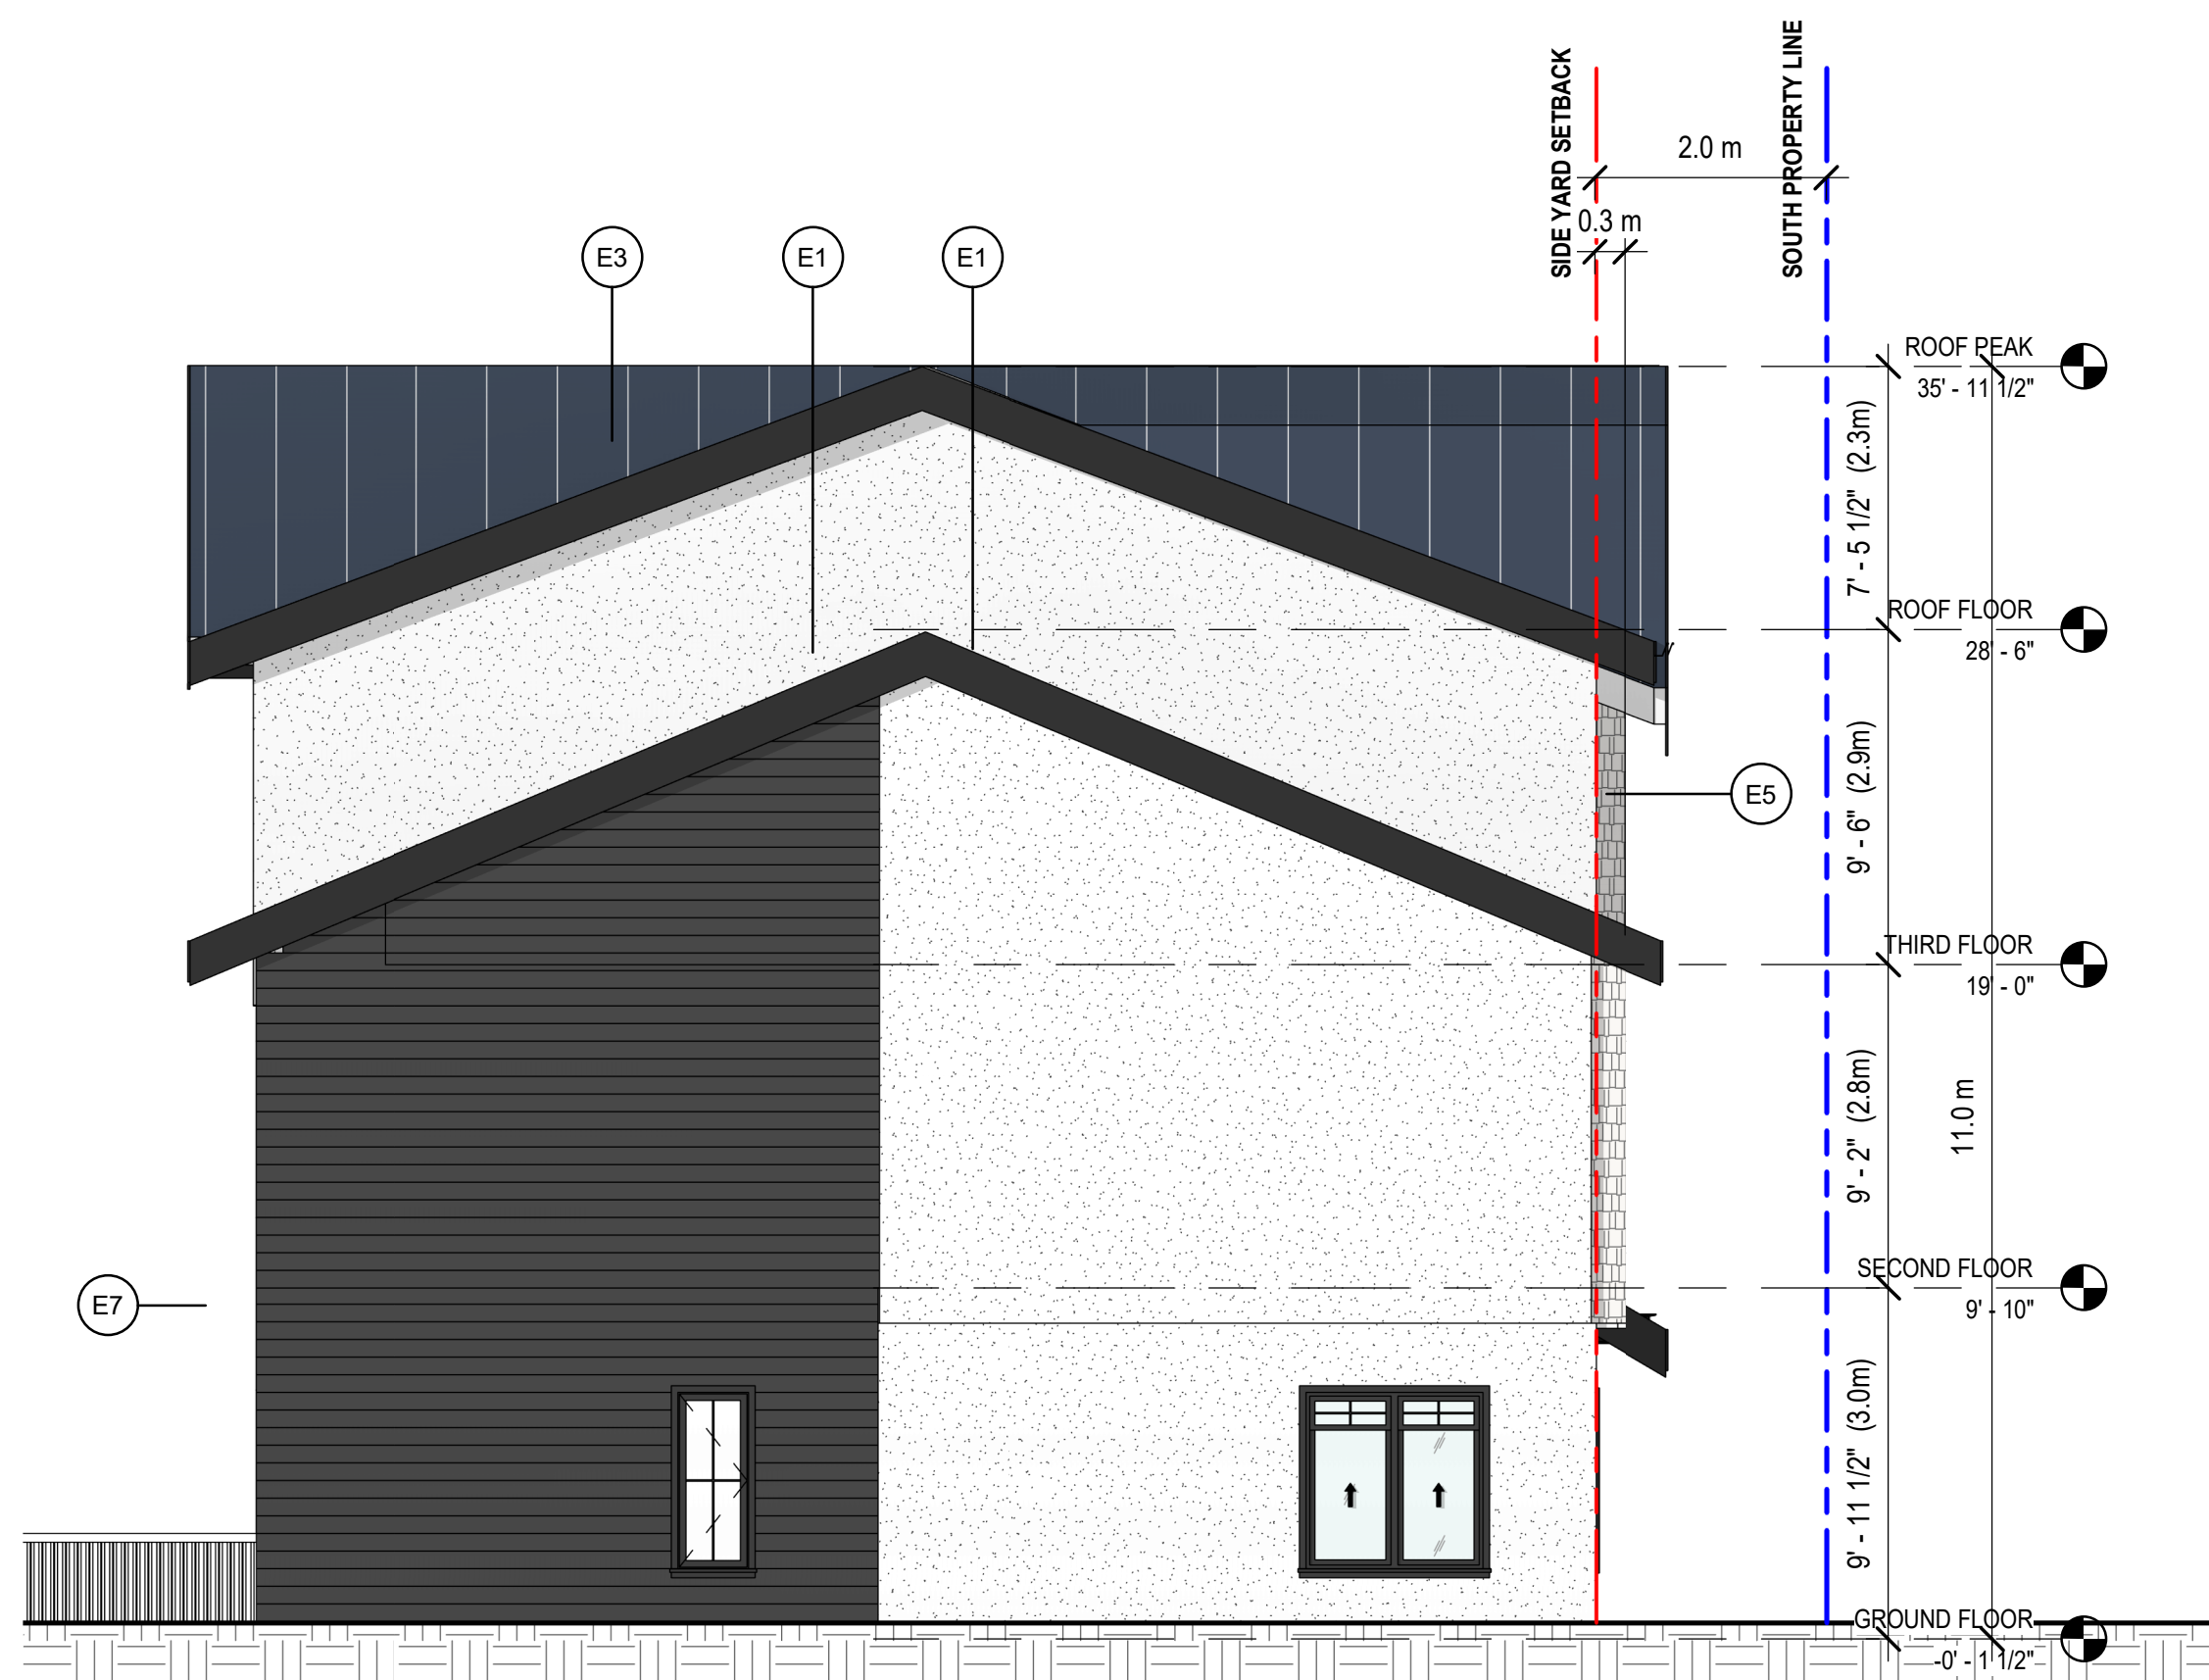 SIDE YARD SETBACK
SOUTH PROPERTY LINE
2.0 m
0.3 m
E3
E1
E1
ROOF PEAK
35' - 11 1/2"
7' - 5 1/2" (2.3m)
ROOF FLOOR
28' - 6"
9' - 6" (2.9m)
E5
THIRD FLOOR
19' - 0"
9' - 2" (2.8m)
11.0 m
SECOND FLOOR
9' - 10"
E7
9' - 11 1/2" (3.0m)
GROUND FLOOR
-0' - 1 1/2"